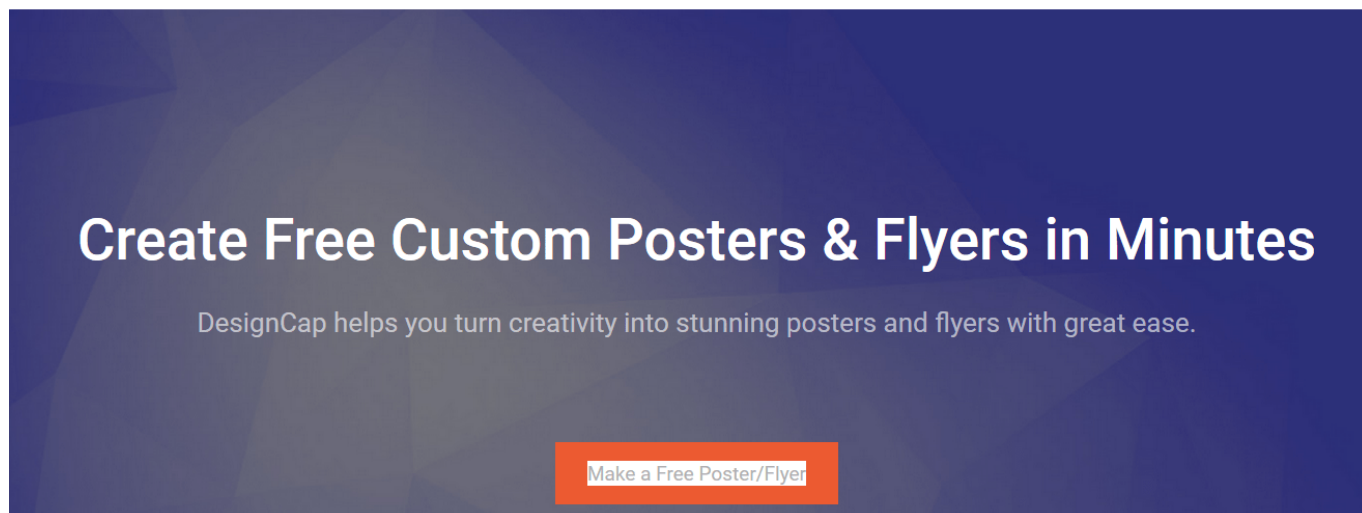 Create Free Custom Posters & Flyers in Minutes
DesignCap helps you turn creativity into stunning posters and flyers with great ease.
Make a Free Poster/Flyer